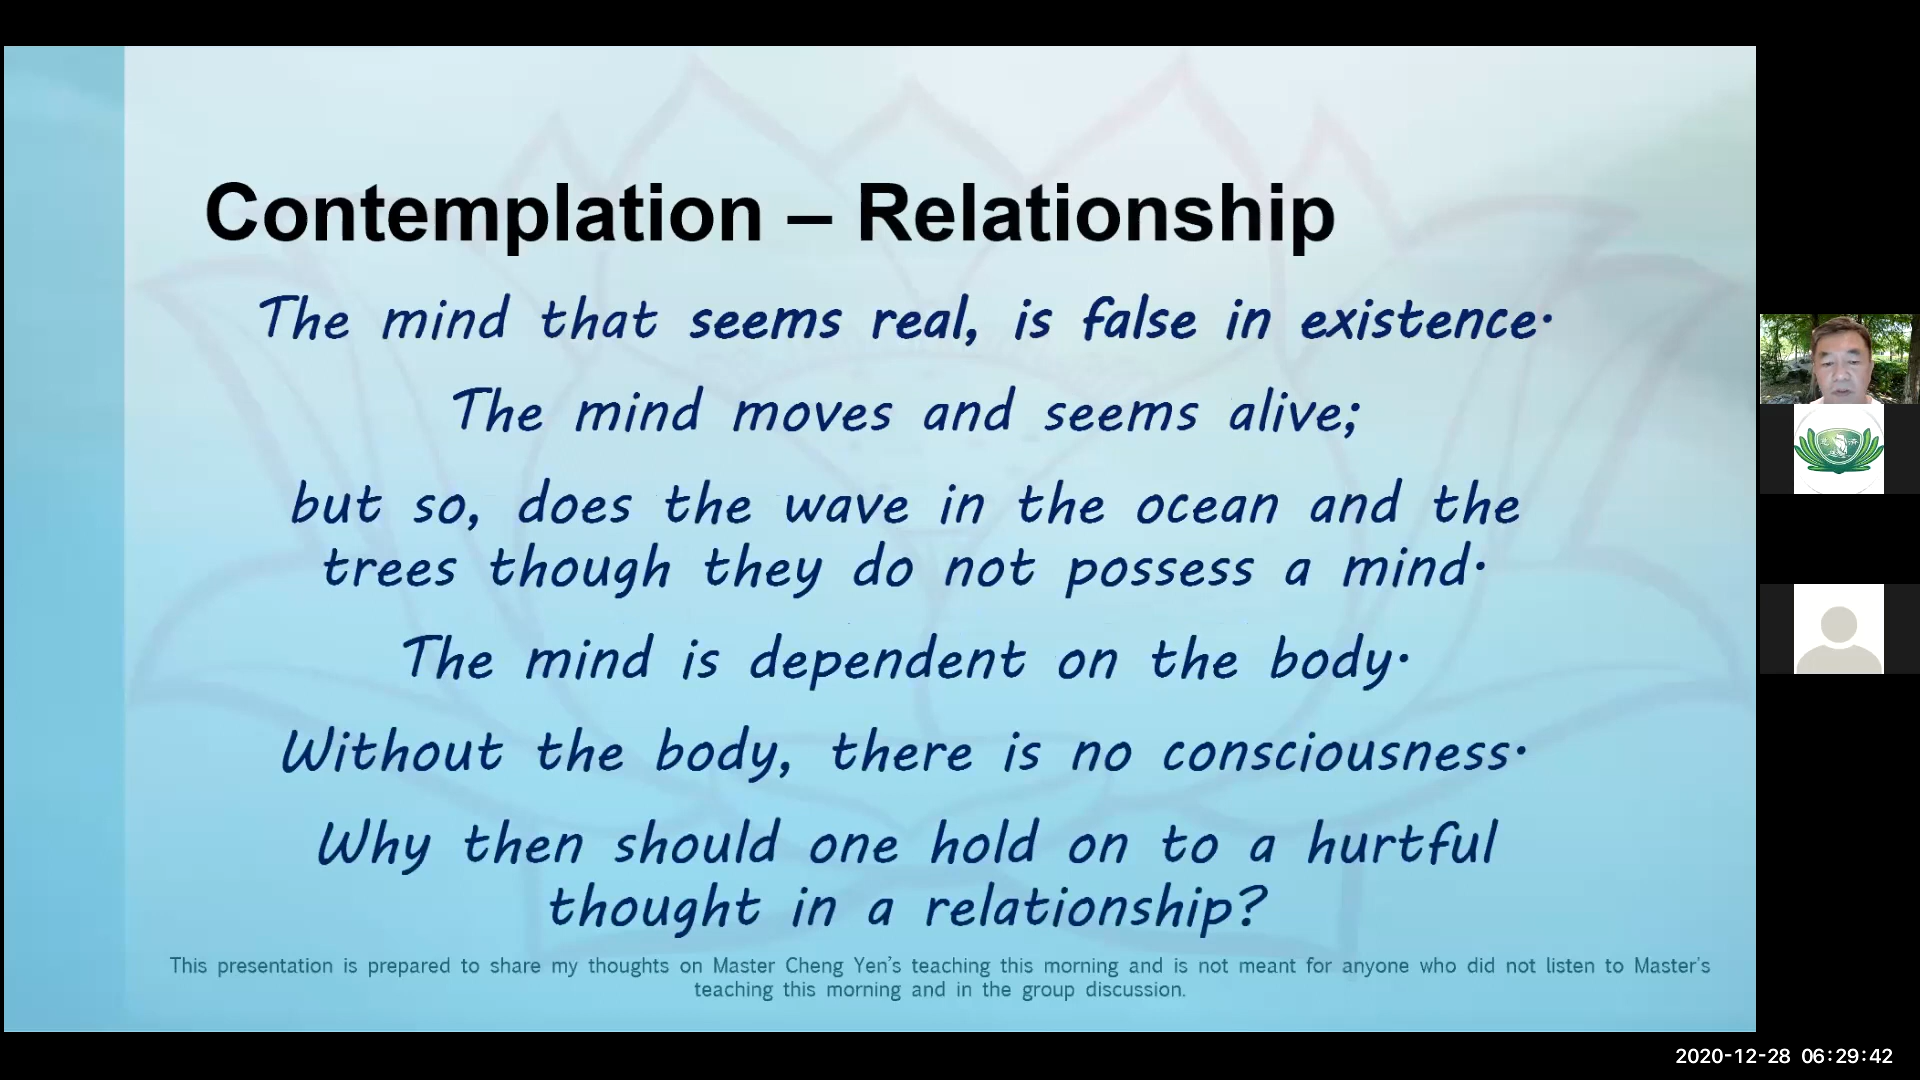 Contemplation – Relationship
The mind that seems real, is false in existence.
The mind moves and seems alive;
but so, does the wave in the ocean and the
trees though they do not possess a mind.
The mind is dependent on the body.
Without the body, there is no consciousness.
Why then should one hold on to a hurtful
thought in a relationship?
This presentation is prepared to share my thoughts on Master Cheng Yen's teaching this morning and is not meant for anyone who did not listen to Master's
teaching this morning and in the group discussion.
2020-12-28 06:29:42